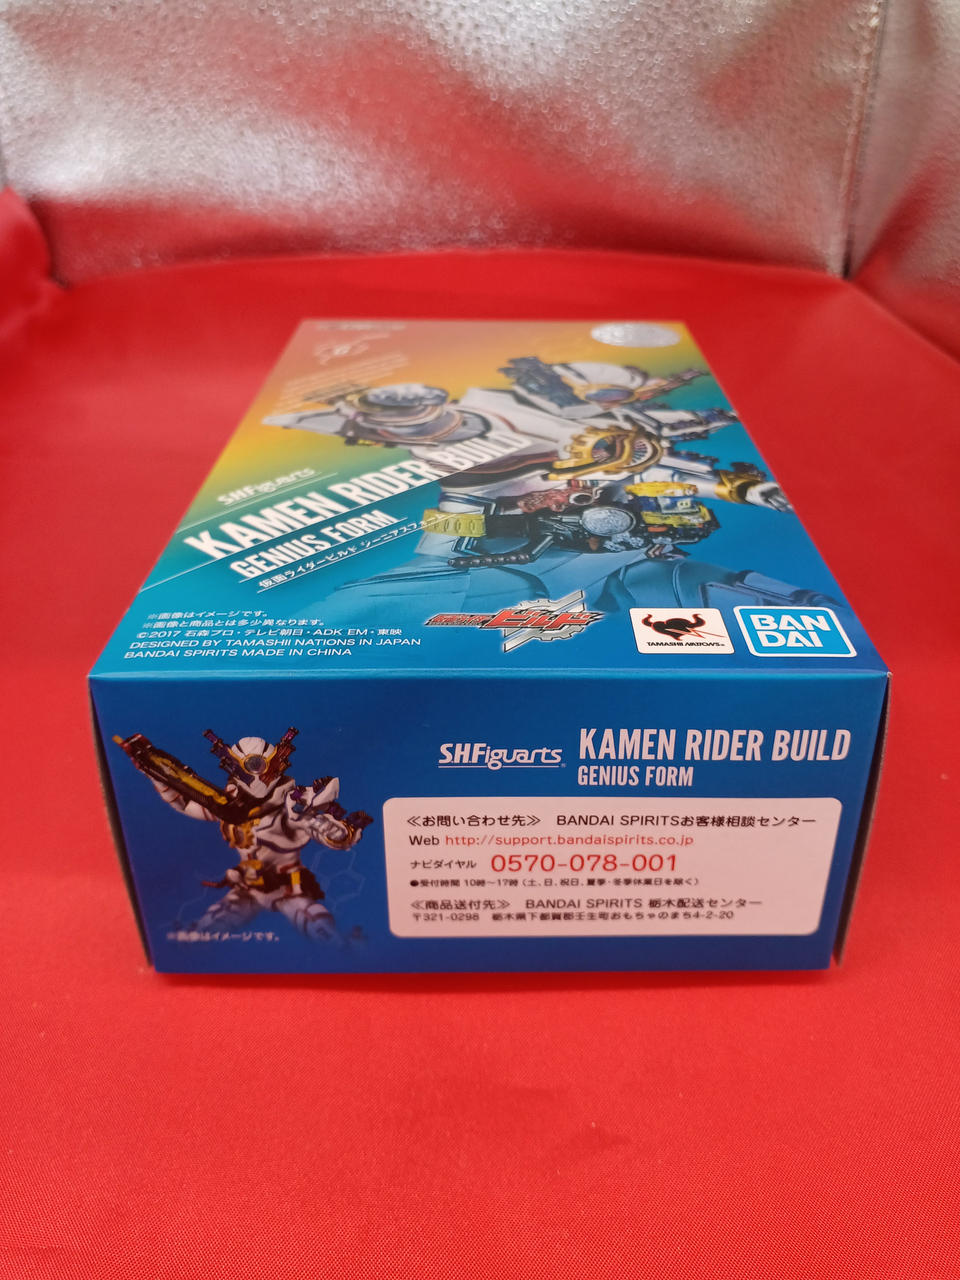 S.H.Figuarts
KAMEN RIDER BUILD
GENIUS FORM
仮面ライダービルド ジーニアスフォーム
※画像はイメージです。
※画像と商品とは多少異なります。
©2017 石森プロ・テレビ朝日・ADK EM・東映
DESIGNED BY TAMASHII NATIONS IN JAPAN
BANDAI SPIRITS MADE IN CHINA
ビルド
TAMASHII NATIONS
BAN
DAI
S.H.Figuarts
KAMEN RIDER BUILD
GENIUS FORM
≪お問い合わせ先≫ BANDAI SPIRITSお客様相談センター
Web http://support.bandaispirits.co.jp
ナビダイヤル 0570-078-001
●受付時間 10時〜17時（土、日、祝日、夏季・冬季休業日を除く）
≪商品送付先≫ BANDAI SPIRITS 栃木配送センター
〒321-0298 栃木県下都賀郡壬生町おもちゃのまち4-2-20
※画像はイメージです。